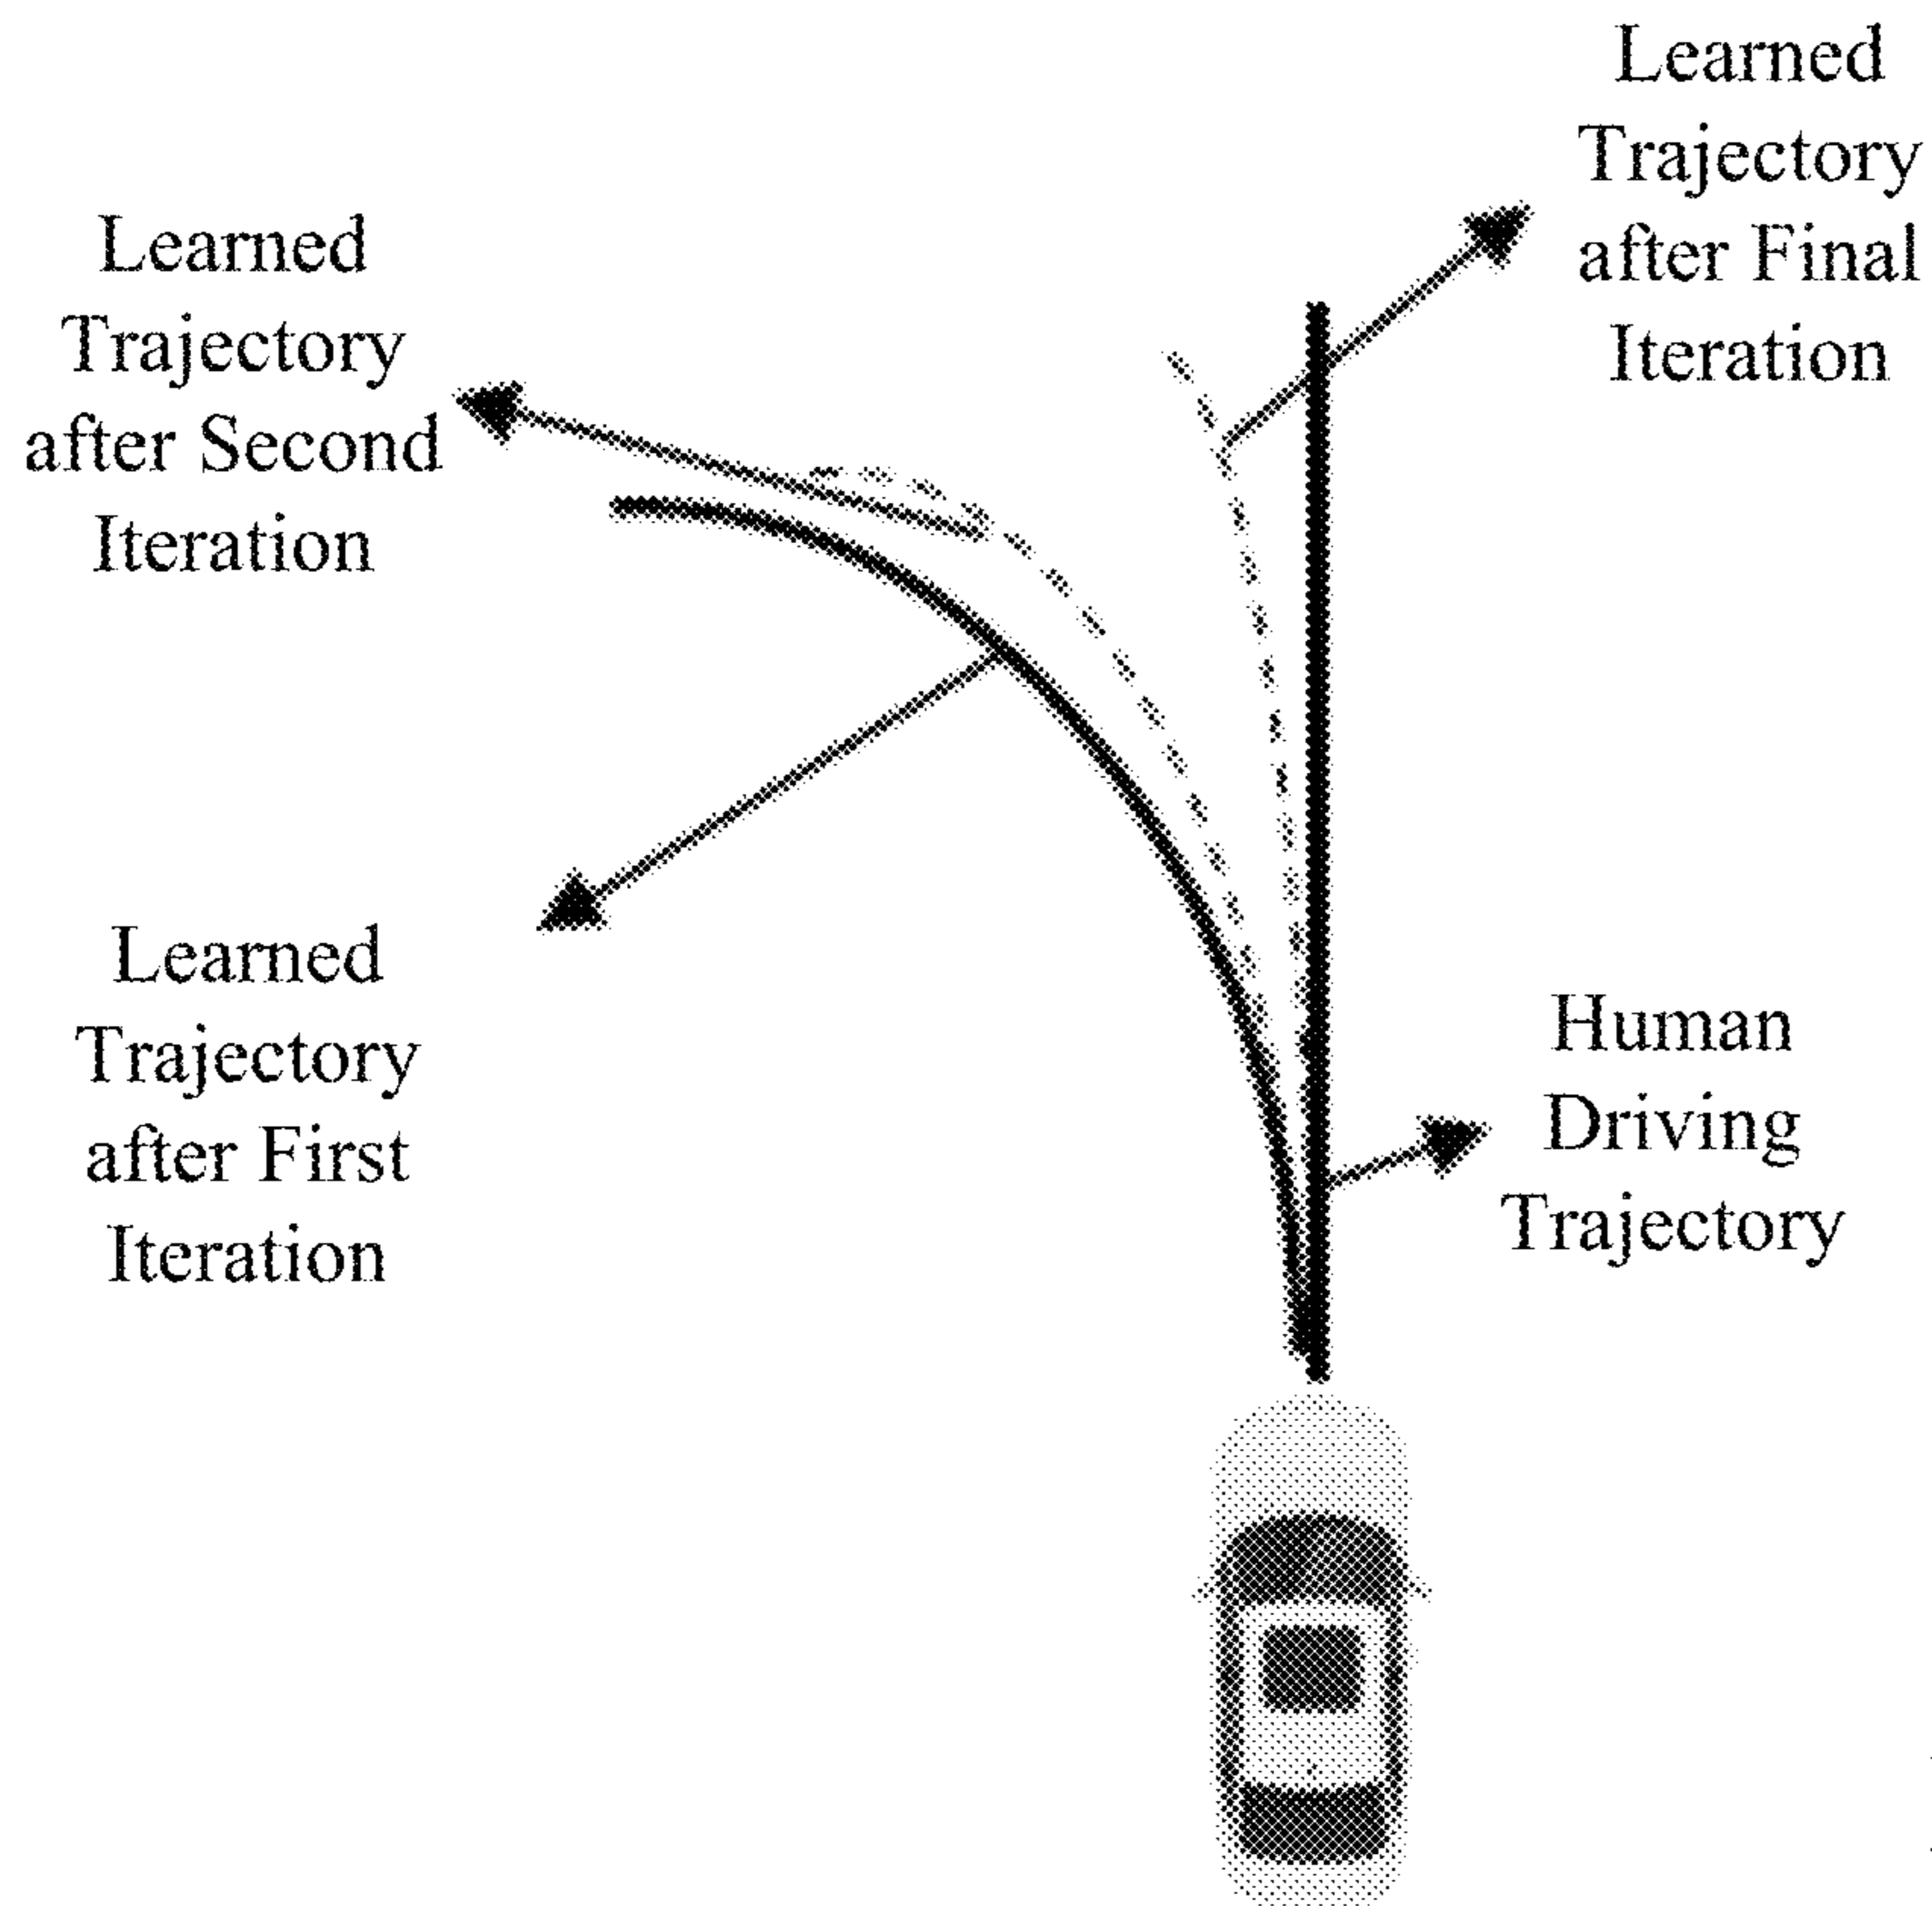 Learned
Trajectory
after Final
Iteration
Learned
Trajectory
after Second
Iteration
Learned
Trajectory
after First
Iteration
Human
Driving
Trajectory